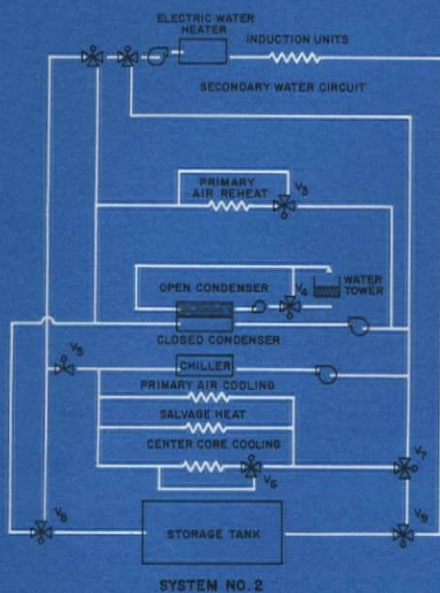 ELECTRIC WATER
HEATER
INDUCTION UNITS
SECONDARY WATER CIRCUIT
PRIMARY
AIR REHEAT
V3
OPEN CONDENSER
V4
WATER
TOWER
CLOSED CONDENSER
V5
CHILLER
PRIMARY AIR COOLING
SALVAGE HEAT
CENTER CORE COOLING
V6
V7
V8
STORAGE TANK
V9
SYSTEM NO. 2